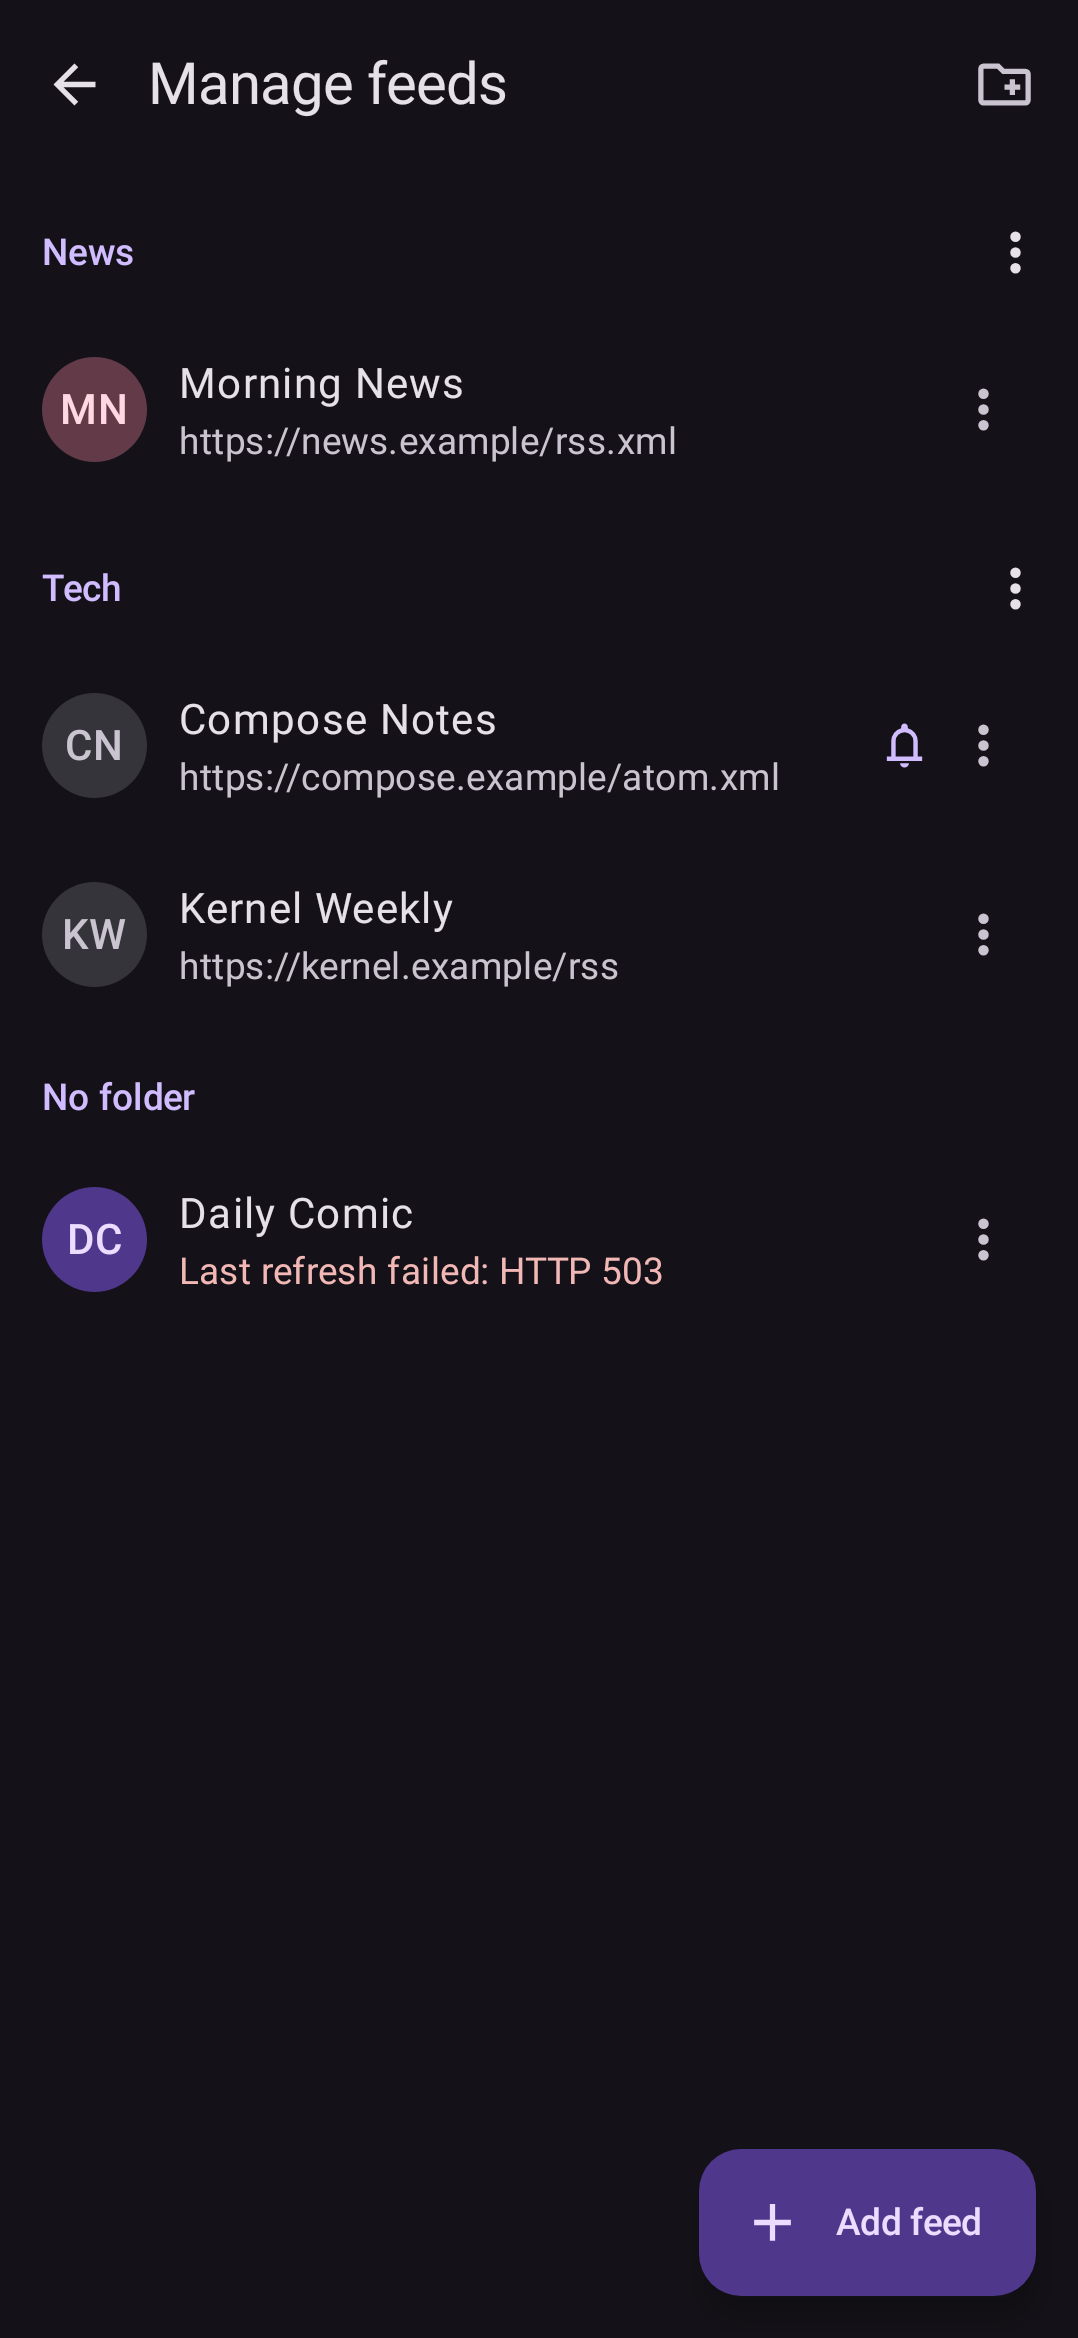 Manage feeds
News
MN
Morning News
https://news.example/rss.xml
Tech
CN
Compose Notes
https://compose.example/atom.xml
KW
Kernel Weekly
https://kernel.example/rss
No folder
DC
Daily Comic
Last refresh failed: HTTP 503
Add feed